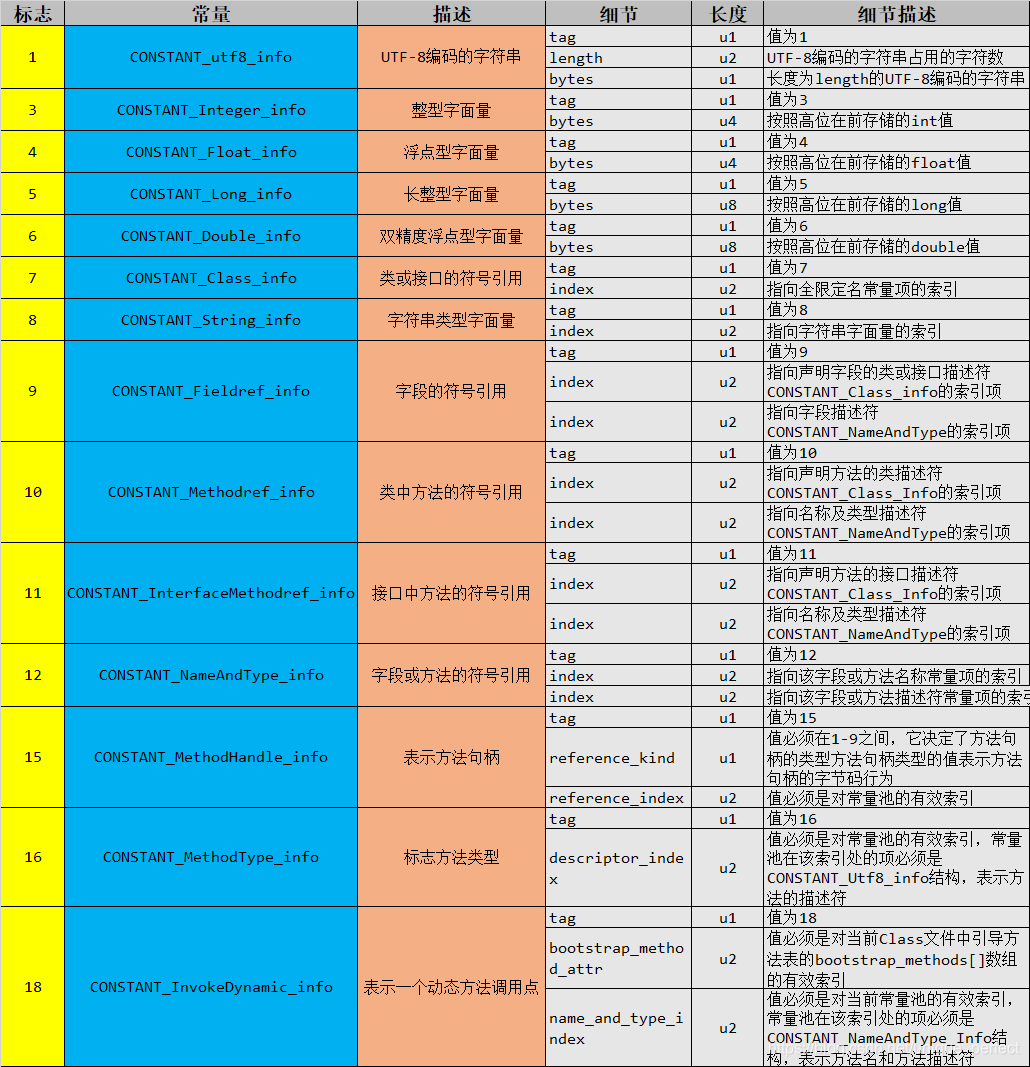 标志 常量 描述 细节 长度 细节描述
1 CONSTANT_utf8_info UTF-8编码的字符串
tag u1 值为1
length u2 UTF-8编码的字符串占用的字符数
bytes u1 长度为length的UTF-8编码的字符串
3 CONSTANT_Integer_info 整型字面量
tag u1 值为3
bytes u4 按照高位在前存储的int值
4 CONSTANT_Float_info 浮点型字面量
tag u1 值为4
bytes u4 按照高位在前存储的float值
5 CONSTANT_Long_info 长整型字面量
tag u1 值为5
bytes u8 按照高位在前存储的long值
6 CONSTANT_Double_info 双精度浮点型字面量
tag u1 值为6
bytes u8 按照高位在前存储的double值
7 CONSTANT_Class_info 类或接口的符号引用
tag u1 值为7
index u2 指向全限定名常量项的索引
8 CONSTANT_String_info 字符串类型字面量
tag u1 值为8
index u2 指向字符串字面量的索引
9 CONSTANT_Fieldref_info 字段的符号引用
tag u1 值为9
index u2 指向声明字段的类或接口描述符
CONSTANT_Class_info的索引项
index u2 指向字段描述符
CONSTANT_NameAndType的索引项
10 CONSTANT_Methodref_info 类中方法的符号引用
tag u1 值为10
index u2 指向声明方法的类描述符
CONSTANT_Class_Info的索引项
index u2 指向名称及类型描述符
CONSTANT_NameAndType的索引项
11 CONSTANT_InterfaceMethodref_info 接口中方法的符号引用
tag u1 值为11
index u2 指向声明方法的接口描述符
CONSTANT_Class_Info的索引项
index u2 指向名称及类型描述符
CONSTANT_NameAndType的索引项
12 CONSTANT_NameAndType_info 字段或方法的符号引用
tag u1 值为12
index u2 指向该字段或方法名称常量项的索引
index u2 指向该字段或方法描述符常量项的索引
15 CONSTANT_MethodHandle_info 表示方法句柄
tag u1 值为15
reference_kind u1 值必须在1-9之间，它决定了方法句
柄的类型方法句柄类型的值表示方法
句柄的字节码行为
reference_index u2 值必须是对常量池的有效索引
16 CONSTANT_MethodType_info 标志方法类型
tag u1 值为16
descriptor_inde
x u2 值必须是对常量池的有效索引，常量
池在该索引处的项必须是
CONSTANT_Utf8_info结构，表示方
法的描述符
18 CONSTANT_InvokeDynamic_info 表示一个动态方法调用点
tag u1 值为18
bootstrap_metho
d_attr u2 值必须是对当前Class文件中引导方
法表的bootstrap_methods[]数组
的有效索引
name_and_type_i
ndex u2 值必须是对当前常量池的有效索引，
常量池在该索引处的项必须是
CONSTANT_NameAndType_Info结
构，表示方法名和方法描述符